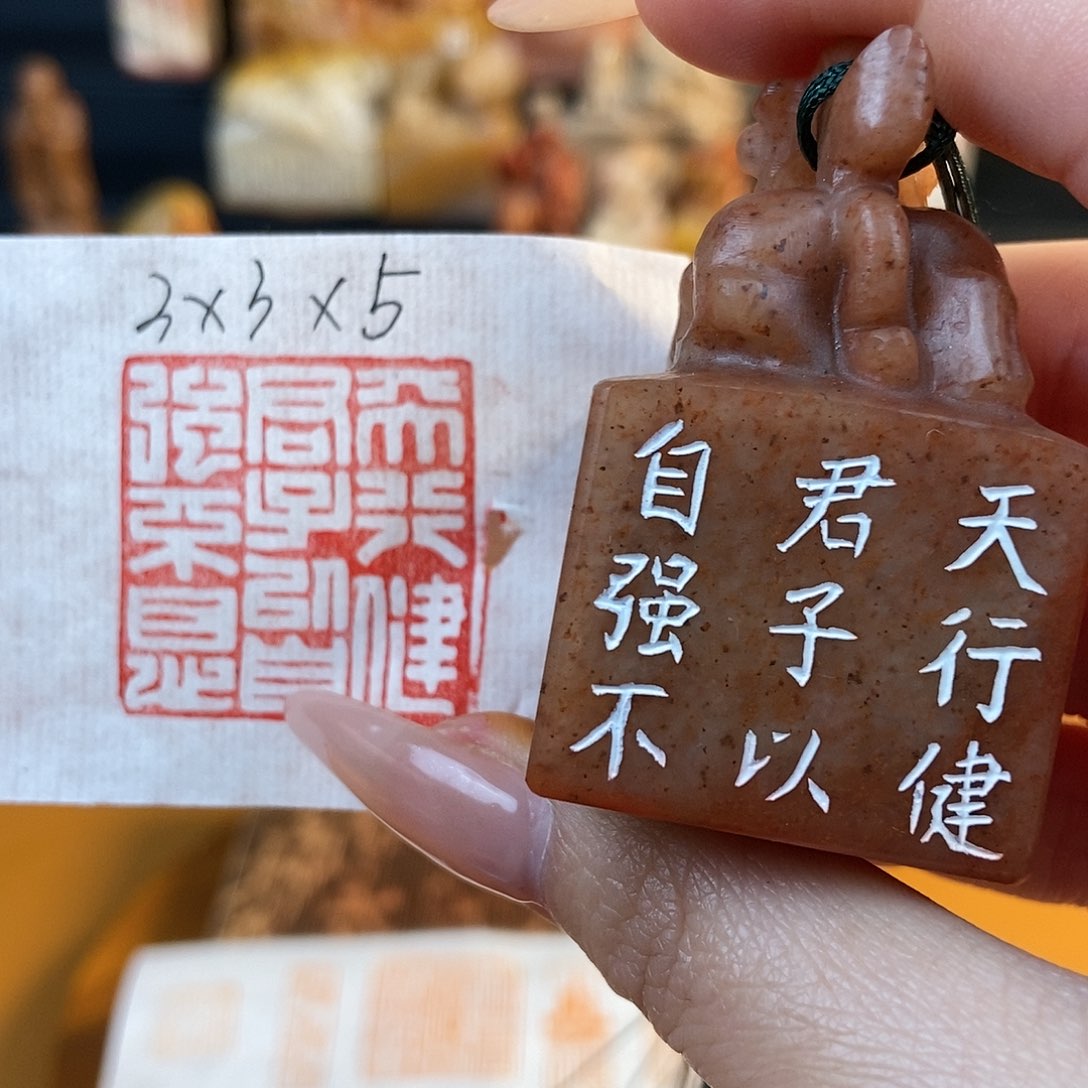 3×3×5
天行健
君子以自
强不息
天行健
君子以
自强不